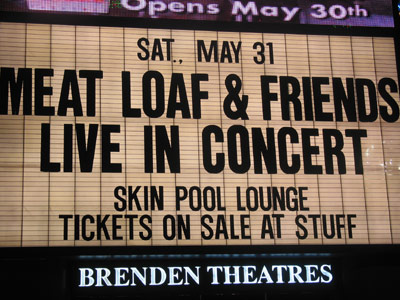 Opens May 30th
SAT., MAY 31
MEAT LOAF & FRIENDS
LIVE IN CONCERT
SKIN POOL LOUNGE
TICKETS ON SALE AT STUFF
BRENDEN THEATRES